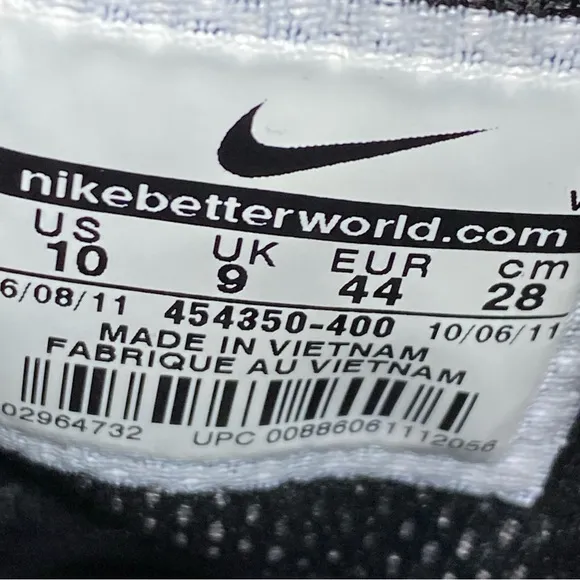 nikebetterworld.com
US UK EUR cm
10 9 44 28
6/08/11 454350-400 10/06/11
MADE IN VIETNAM
FABRIQUE AU VIETNAM
02964732 UPC 00886061112056